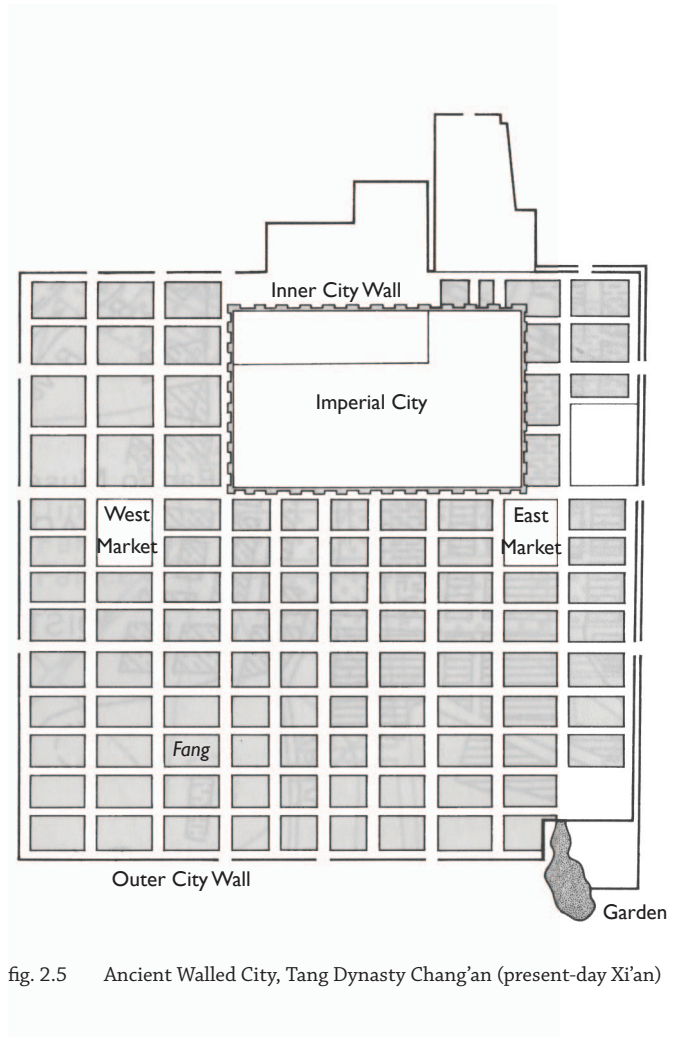 Inner City Wall
Imperial City
West
Market
East
Market
Fang
Outer City Wall
Garden
fig. 2.5 Ancient Walled City, Tang Dynasty Chang’an (present-day Xi’an)